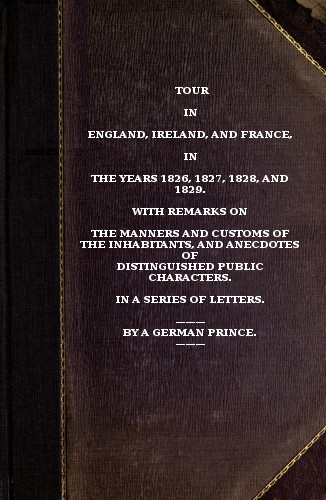 TOUR
IN
ENGLAND, IRELAND, AND FRANCE,
IN
THE YEARS 1826, 1827, 1828, AND
1829.
WITH REMARKS ON
THE MANNERS AND CUSTOMS OF
THE INHABITANTS, AND ANECDOTES
OF
DISTINGUISHED PUBLIC
CHARACTERS.
IN A SERIES OF LETTERS.
———
BY A GERMAN PRINCE.
———